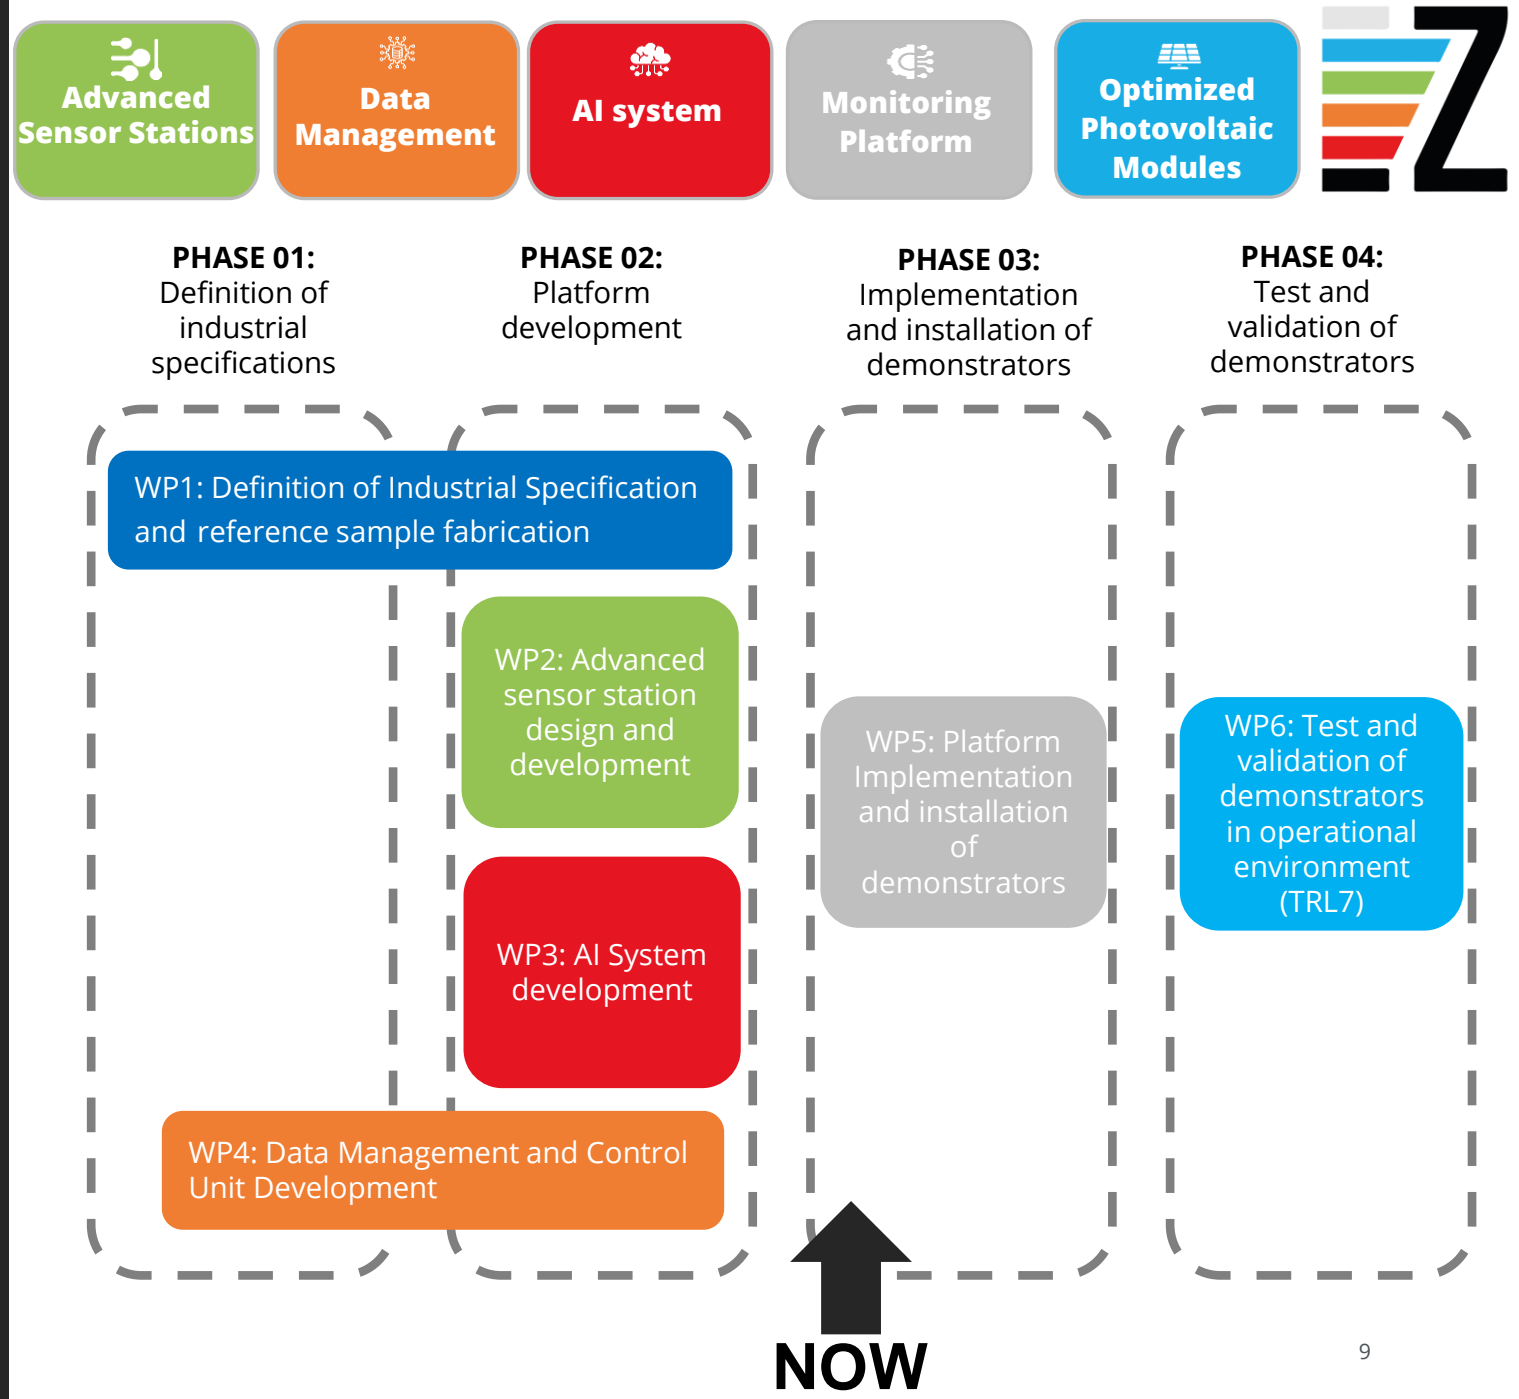 Advanced
Sensor Stations
Data
Management
AI system
Monitoring
Platform
Optimized
Photovoltaic
Modules
Z
PHASE 01:
Definition of
industrial
specifications
PHASE 02:
Platform
development
PHASE 03:
Implementation
and installation of
demonstrators
PHASE 04:
Test and
validation of
demonstrators
WP1: Definition of Industrial Specification
and reference sample fabrication
WP2: Advanced
sensor station
design and
development
WP3: AI System
development
WP4: Data Management and Control
Unit Development
WP5: Platform
Implementation
and installation
of
demonstrators
WP6: Test and
validation of
demonstrators
in operational
environment
(TRL7)
NOW
9